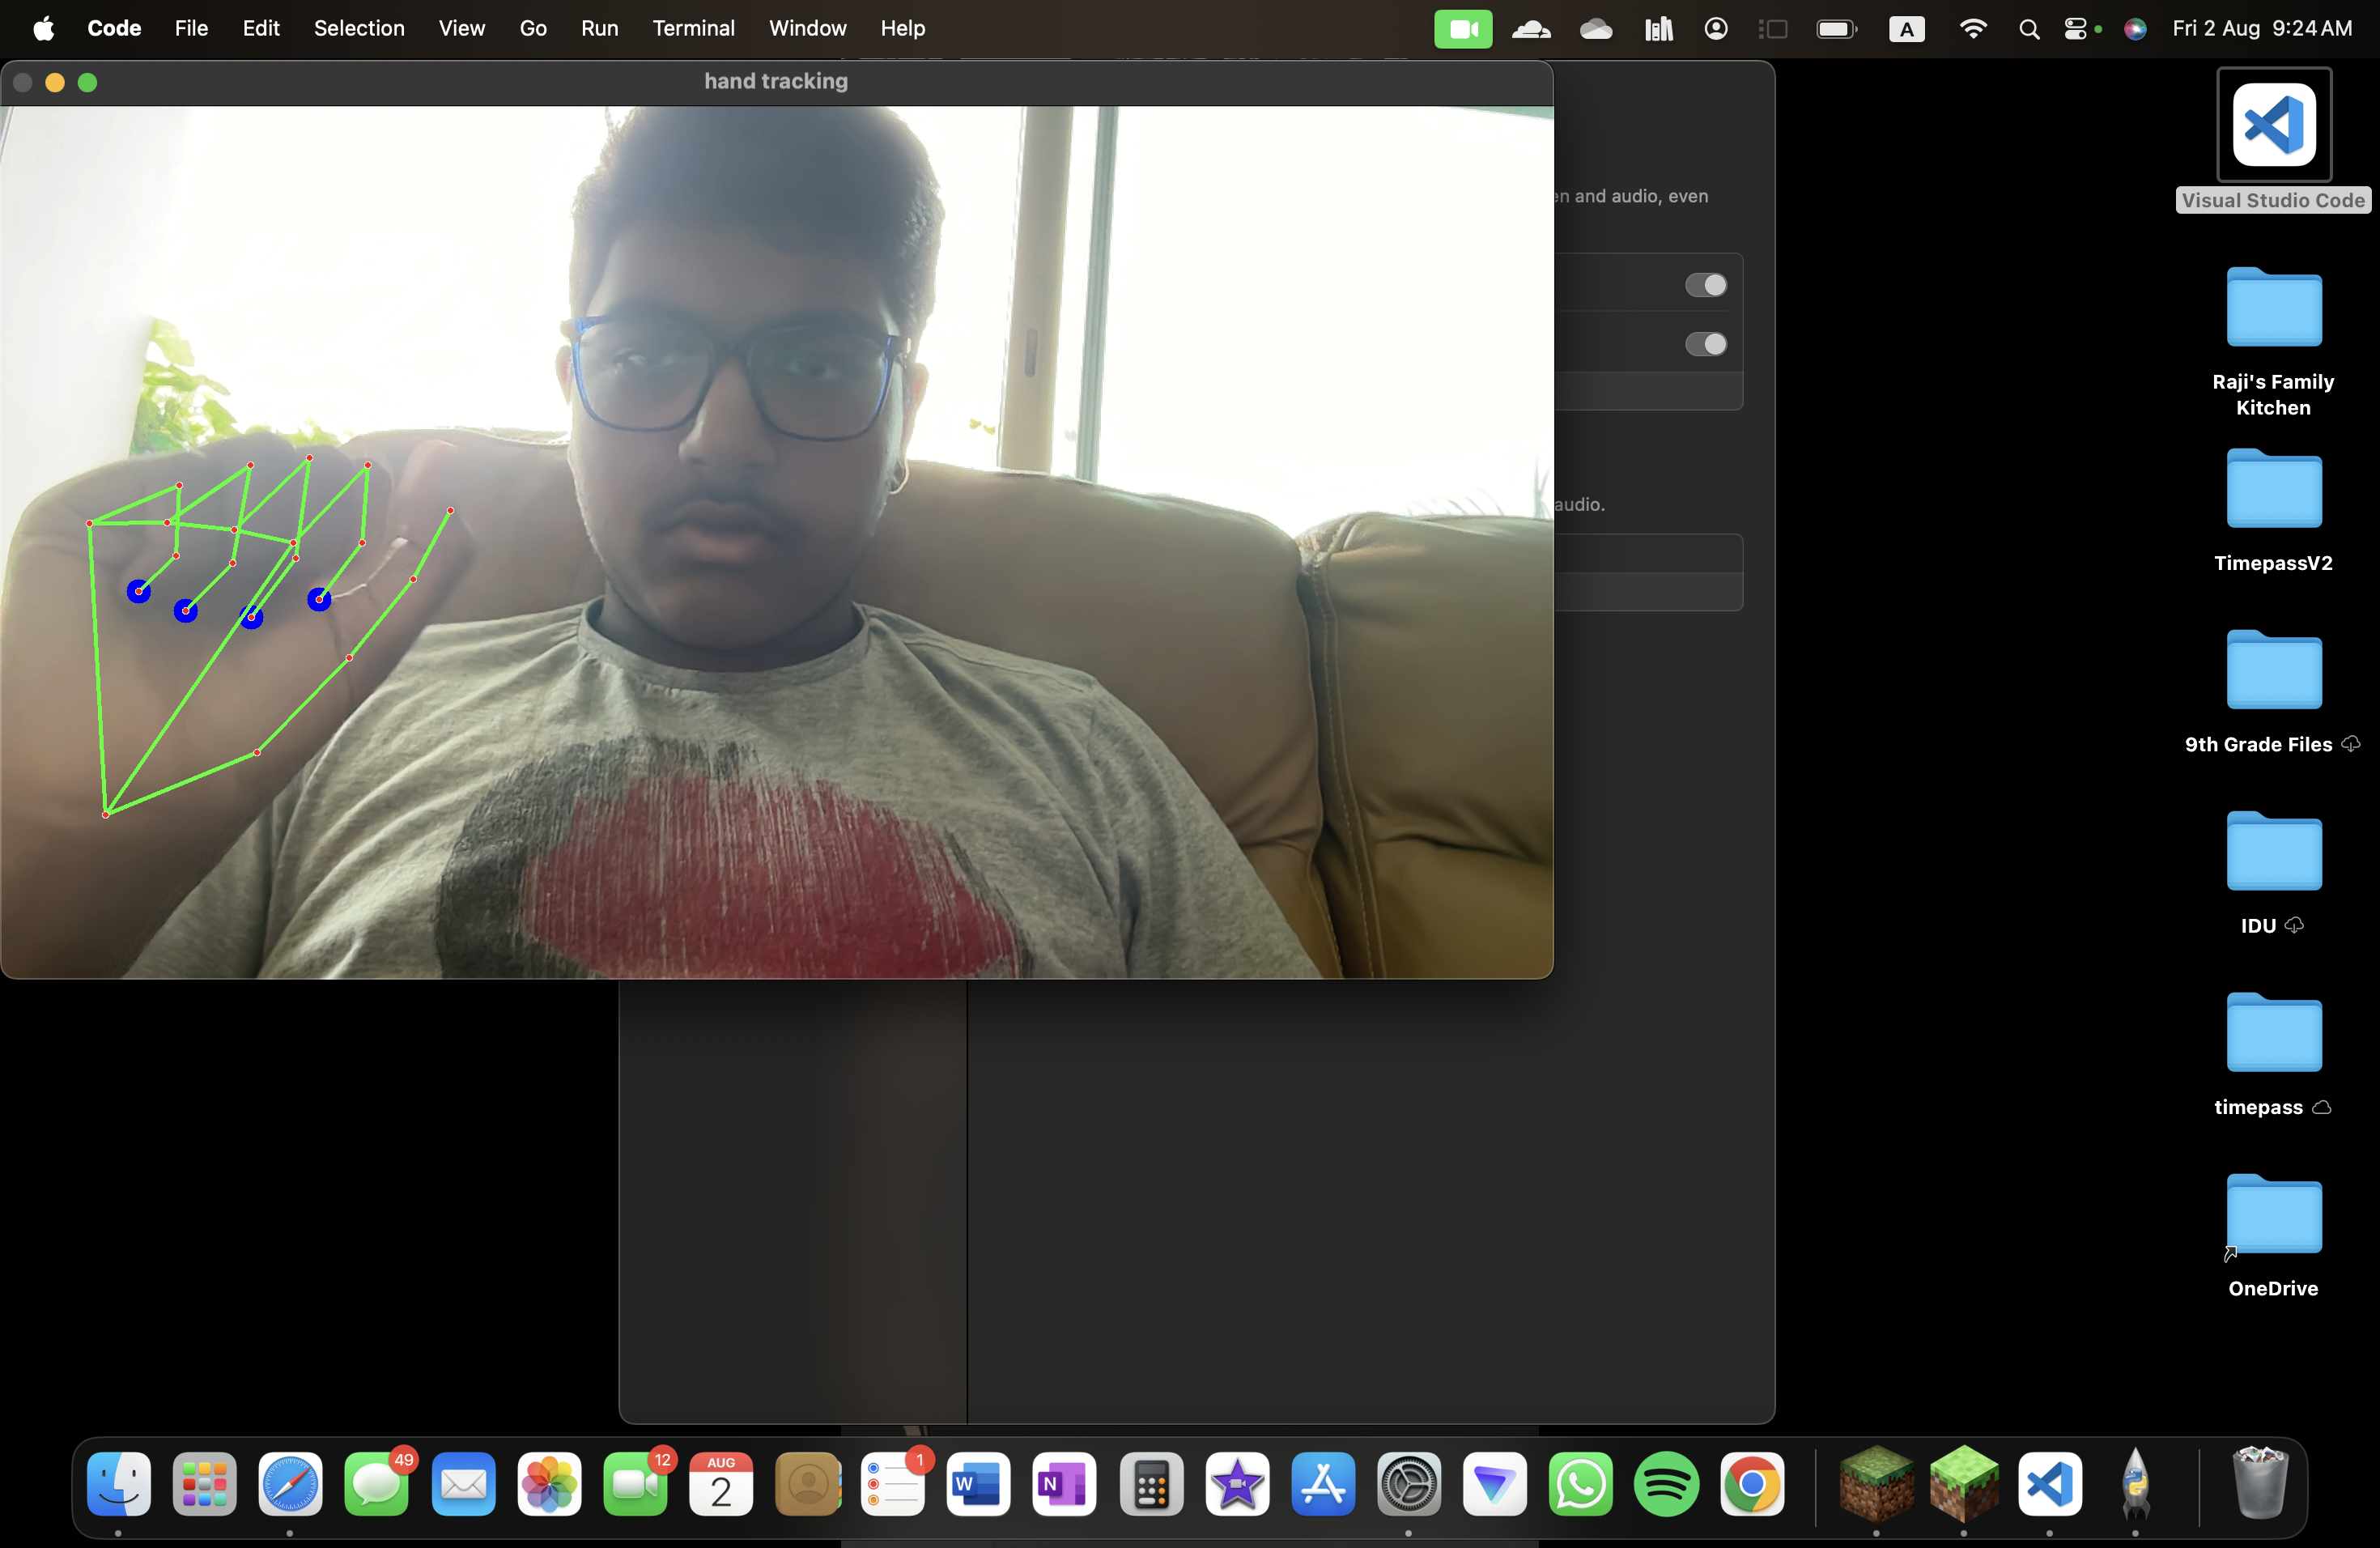 Code File Edit Selection View Go Run Terminal Window Help A Fri 2 Aug 9:24 AM
hand tracking
en and audio, even
audio.
Visual Studio Code
Raji's Family
Kitchen
TimepassV2
9th Grade Files
IDU
timepass
OneDrive
49
12
AUG
2
1
W
N